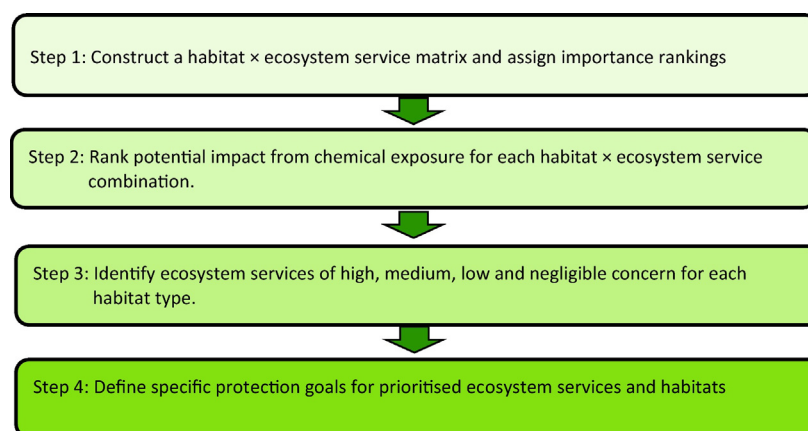 Step 1: Construct a habitat × ecosystem service matrix and assign importance rankings
Step 2: Rank potential impact from chemical exposure for each habitat × ecosystem service
combination.
Step 3: Identify ecosystem services of high, medium, low and negligible concern for each
habitat type.
Step 4: Define specific protection goals for prioritised ecosystem services and habitats